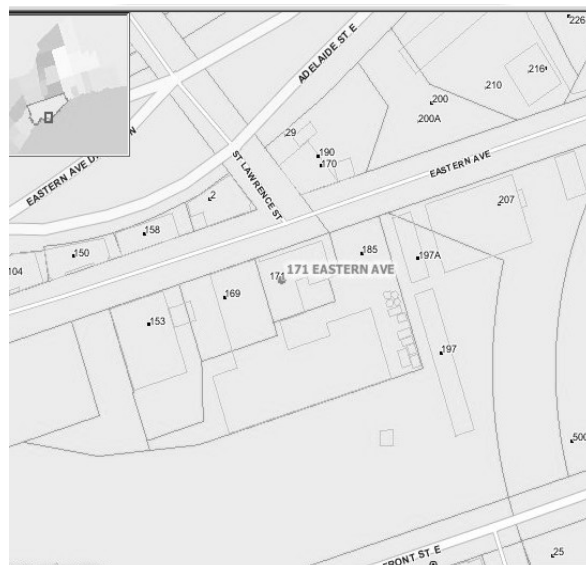 226
216
ADELAIDE ST E
210
200
200A
29
190
170
EASTERN AVE
ST LAWRENCE ST
EASTERN AVE
2
207
158
150
185
197A
104
171
171 EASTERN AVE
169
153
197
500
FRONT ST E
25